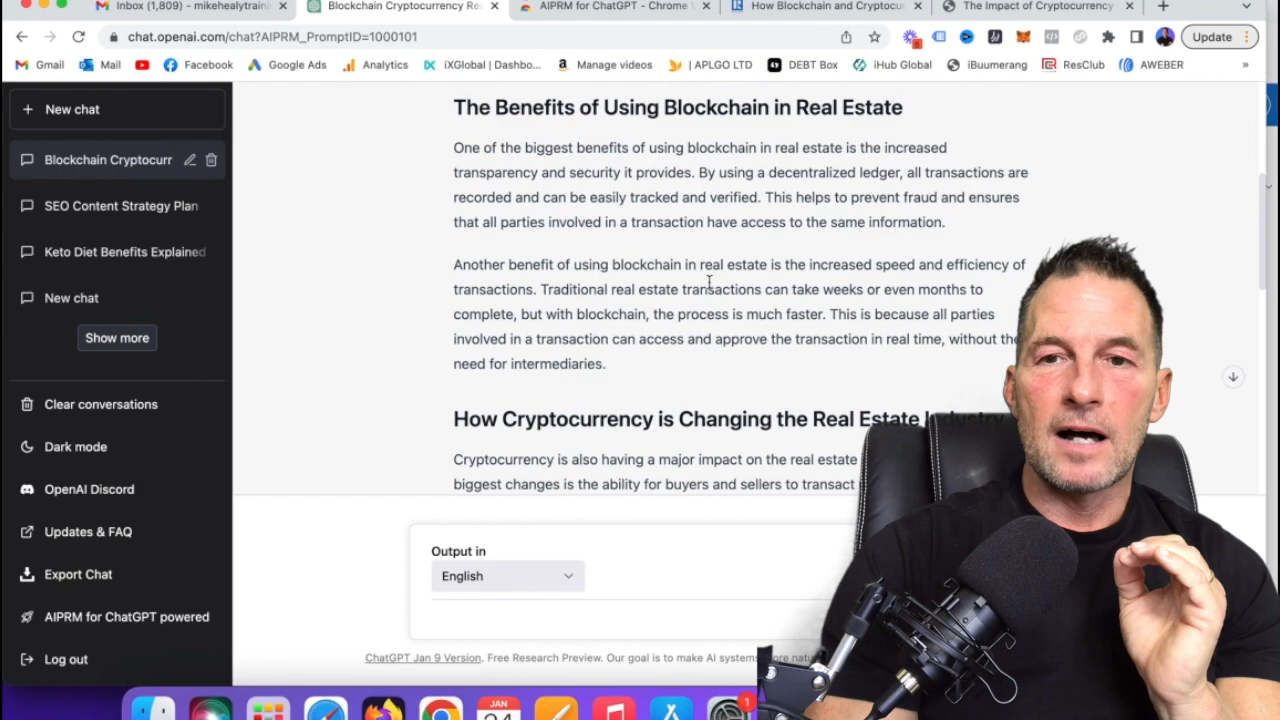 Inbox (1,809) - mikehealytraini
Blockchain Cryptocurrency Re
AIPRM for ChatGPT - Chrome
How Blockchain and Cryptocu
The Impact of Cryptocurrency
chat.openai.com/chat?AIPRM_PromptID=1000101
Update
Gmail
Mail
Facebook
Google Ads
Analytics
iXGlobal | Dashbo...
Manage videos
| APLGO LTD
DEBT Box
iHub Global
iBuumerang
ResClub
AWEBER
»
New chat
Blockchain Cryptocurr
SEO Content Strategy Plan
Keto Diet Benefits Explained
New chat
Show more
Clear conversations
Dark mode
OpenAI Discord
Updates & FAQ
Export Chat
AIPRM for ChatGPT powered
Log out
The Benefits of Using Blockchain in Real Estate
One of the biggest benefits of using blockchain in real estate is the increased
transparency and security it provides. By using a decentralized ledger, all transactions are
recorded and can be easily tracked and verified. This helps to prevent fraud and ensures
that all parties involved in a transaction have access to the same information.
Another benefit of using blockchain in real estate is the increased speed and efficiency of
transactions. Traditional real estate transactions can take weeks or even months to
complete, but with blockchain, the process is much faster. This is because all parties
involved in a transaction can access and approve the transaction in real time, without the
need for intermediaries.
How Cryptocurrency is Changing the Real Estate Industry
Cryptocurrency is also having a major impact on the real estate
biggest changes is the ability for buyers and sellers to transact
Output in
English
ChatGPT Jan 9 Version. Free Research Preview. Our goal is to make AI systems more natu
JAN
24
1